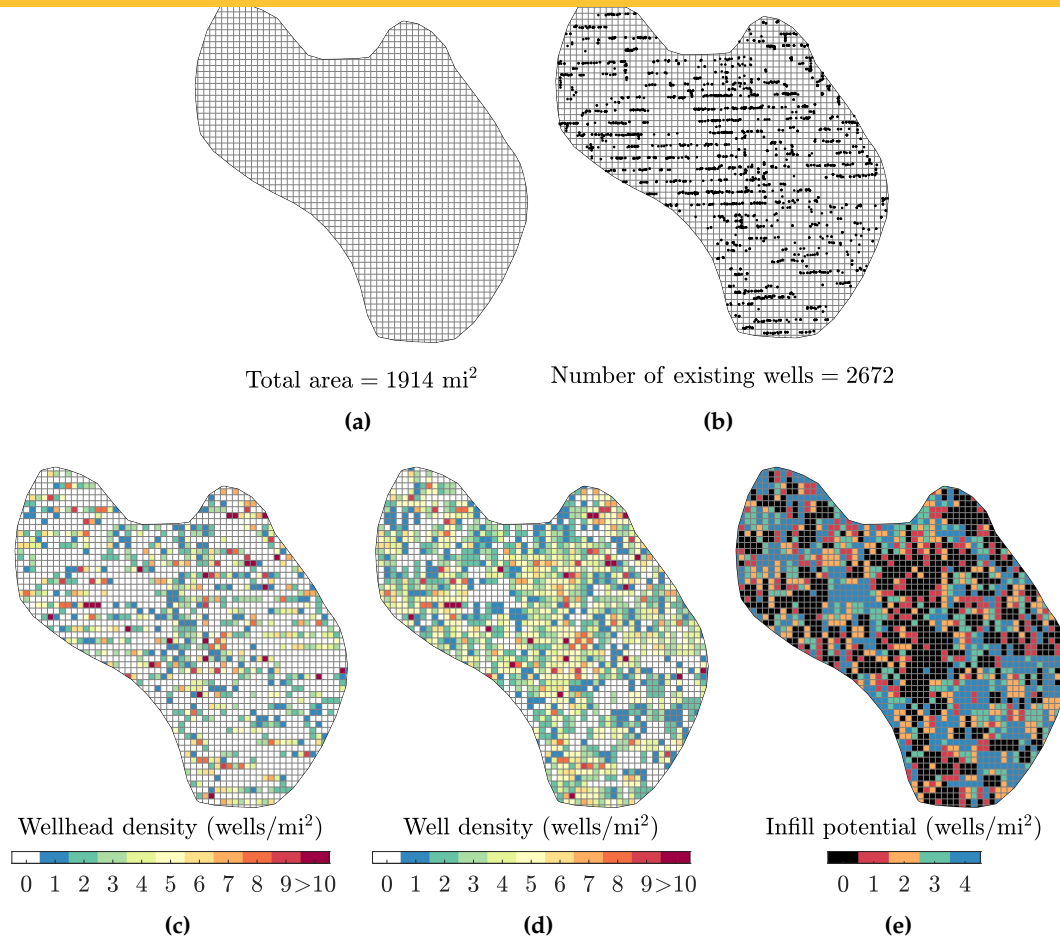 Total area = 1914 mi²
Number of existing wells = 2672
(a)
(b)
Wellhead density (wells/mi²)
Well density (wells/mi²)
Infill potential (wells/mi²)
0 1 2 3 4 5 6 7 8 9 >10
0 1 2 3 4 5 6 7 8 9 >10
0 1 2 3 4
(c)
(d)
(e)